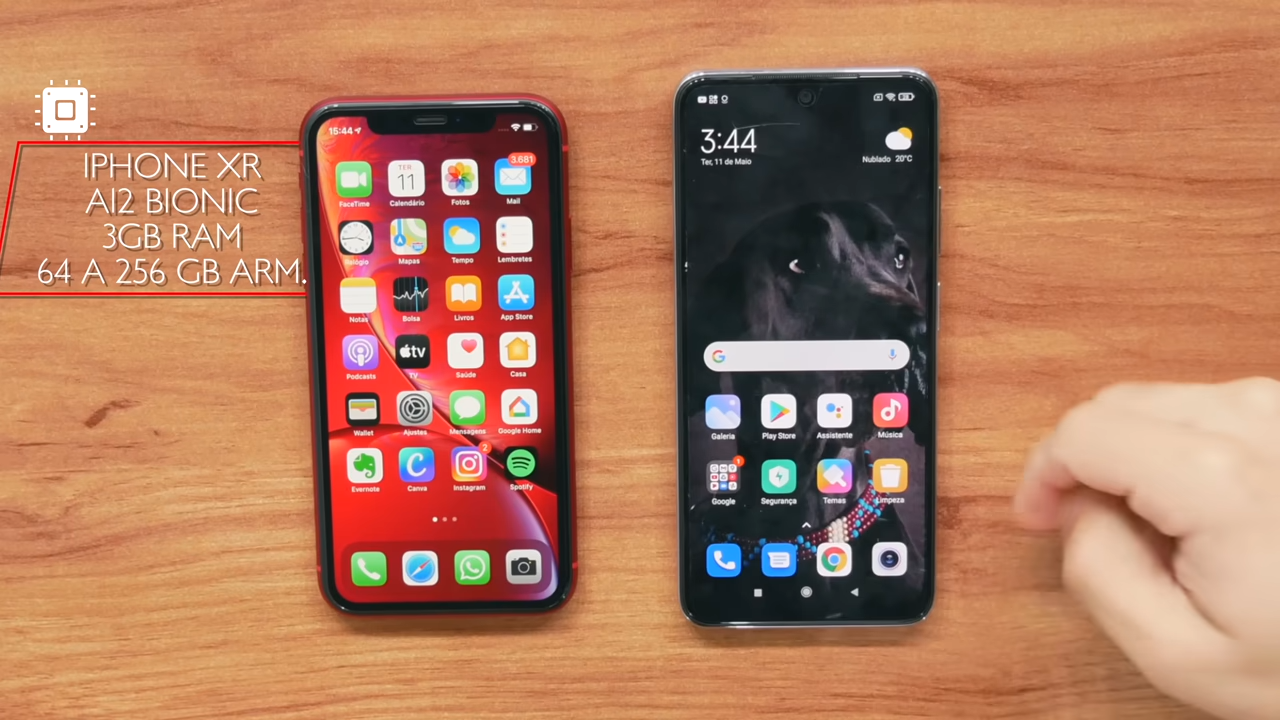 IPHONE XR
A12 BIONIC
3GB RAM
64 A 256 GB ARM.
15:44
3.681
TER
11
FaceTime
Calendário
Fotos
Mail
Relógio
Mapas
Tempo
Lembretes
Notas
Bolsa
Livros
App Store
tv
Podcasts
TV
Saúde
Casa
Wallet
Ajustes
Mensagens
Google Home
2
Evernote
Canva
Instagram
Spotify
3:44
Ter, 11 de Maio
Nublado 20°C
G
Galeria
Play Store
Assistente
Música
1
Google
Segurança
Temas
Limpeza